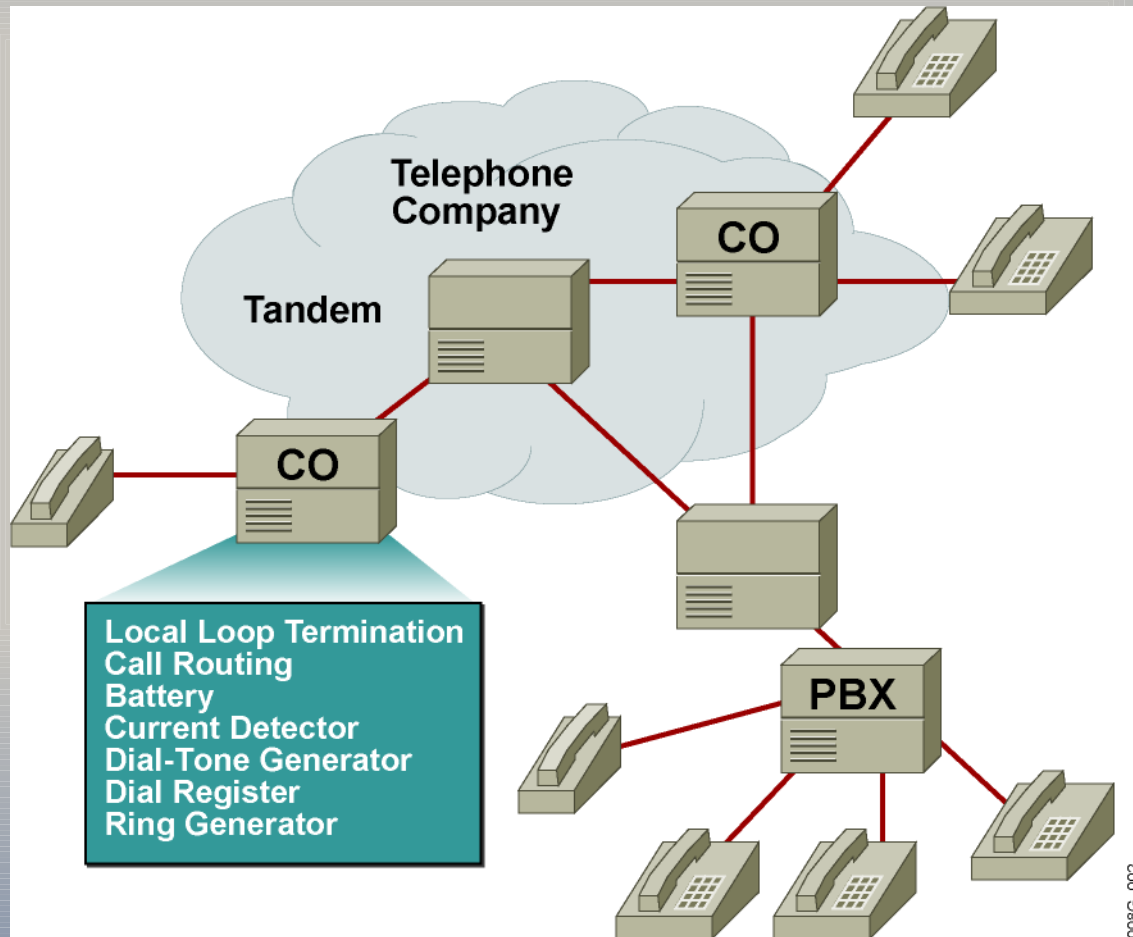 Telephone
Company
CO
Tandem
CO
PBX
Local Loop Termination
Call Routing
Battery
Current Detector
Dial-Tone Generator
Dial Register
Ring Generator